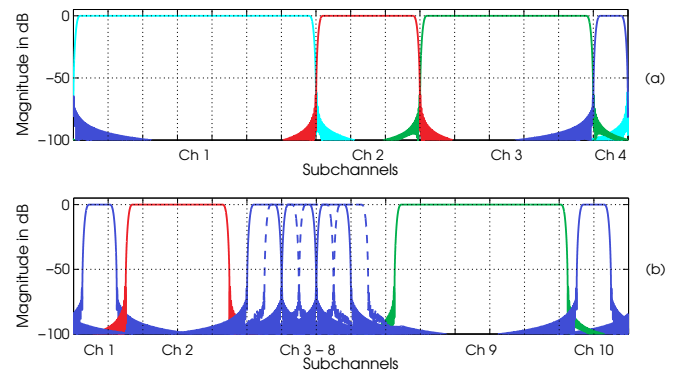 Magnitude in dB
0
−50
−100
Ch 1 Ch 2 Ch 3 Ch 4
Subchannels
(a)
Magnitude in dB
0
−50
−100
Ch 1 Ch 2 Ch 3 – 8 Ch 9 Ch 10
Subchannels
(b)